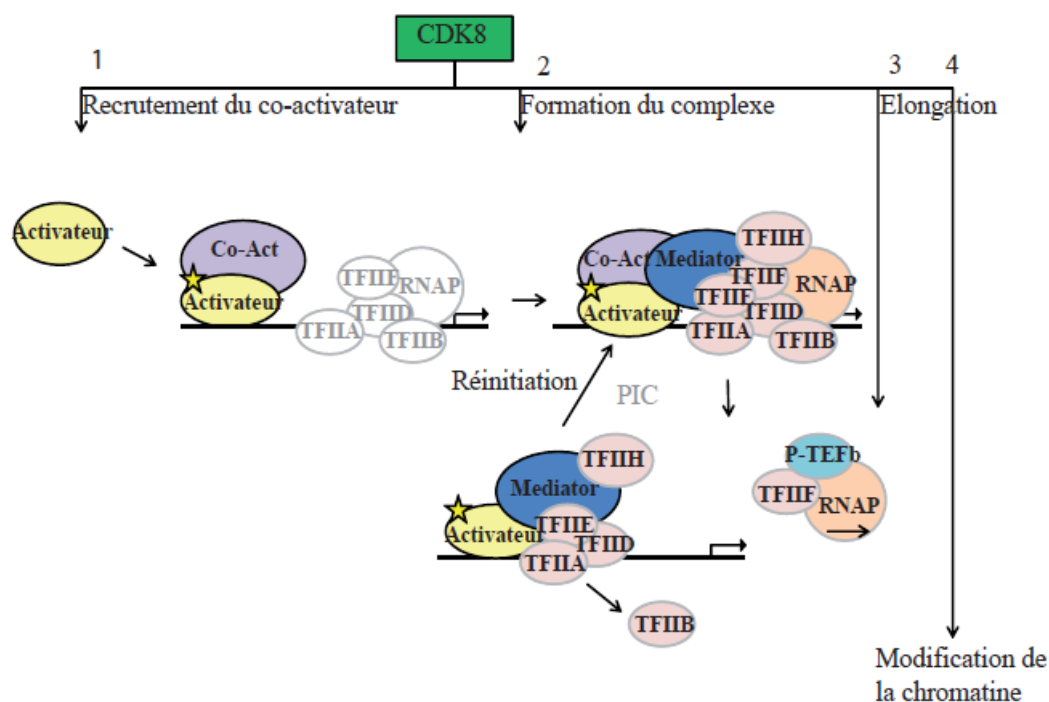 CDK8
1
2
3
4
Recrutement du co-activateur
Formation du complexe
Elongation
Activateur
Co-Act
Activateur
TFIIF
RNAP
TFIID
TFIIA
TFIIB
Co-Act
Mediator
TFIIH
TFIIF
RNAP
TFIIE
Activateur
TFIID
TFIIA
TFIIB
Réinitiation
PIC
TFIIH
Mediator
Activateur
TFIIE
TFIID
TFIIA
TFIIB
P-TEFb
TFIIF
RNAP
Modification de
la chromatine